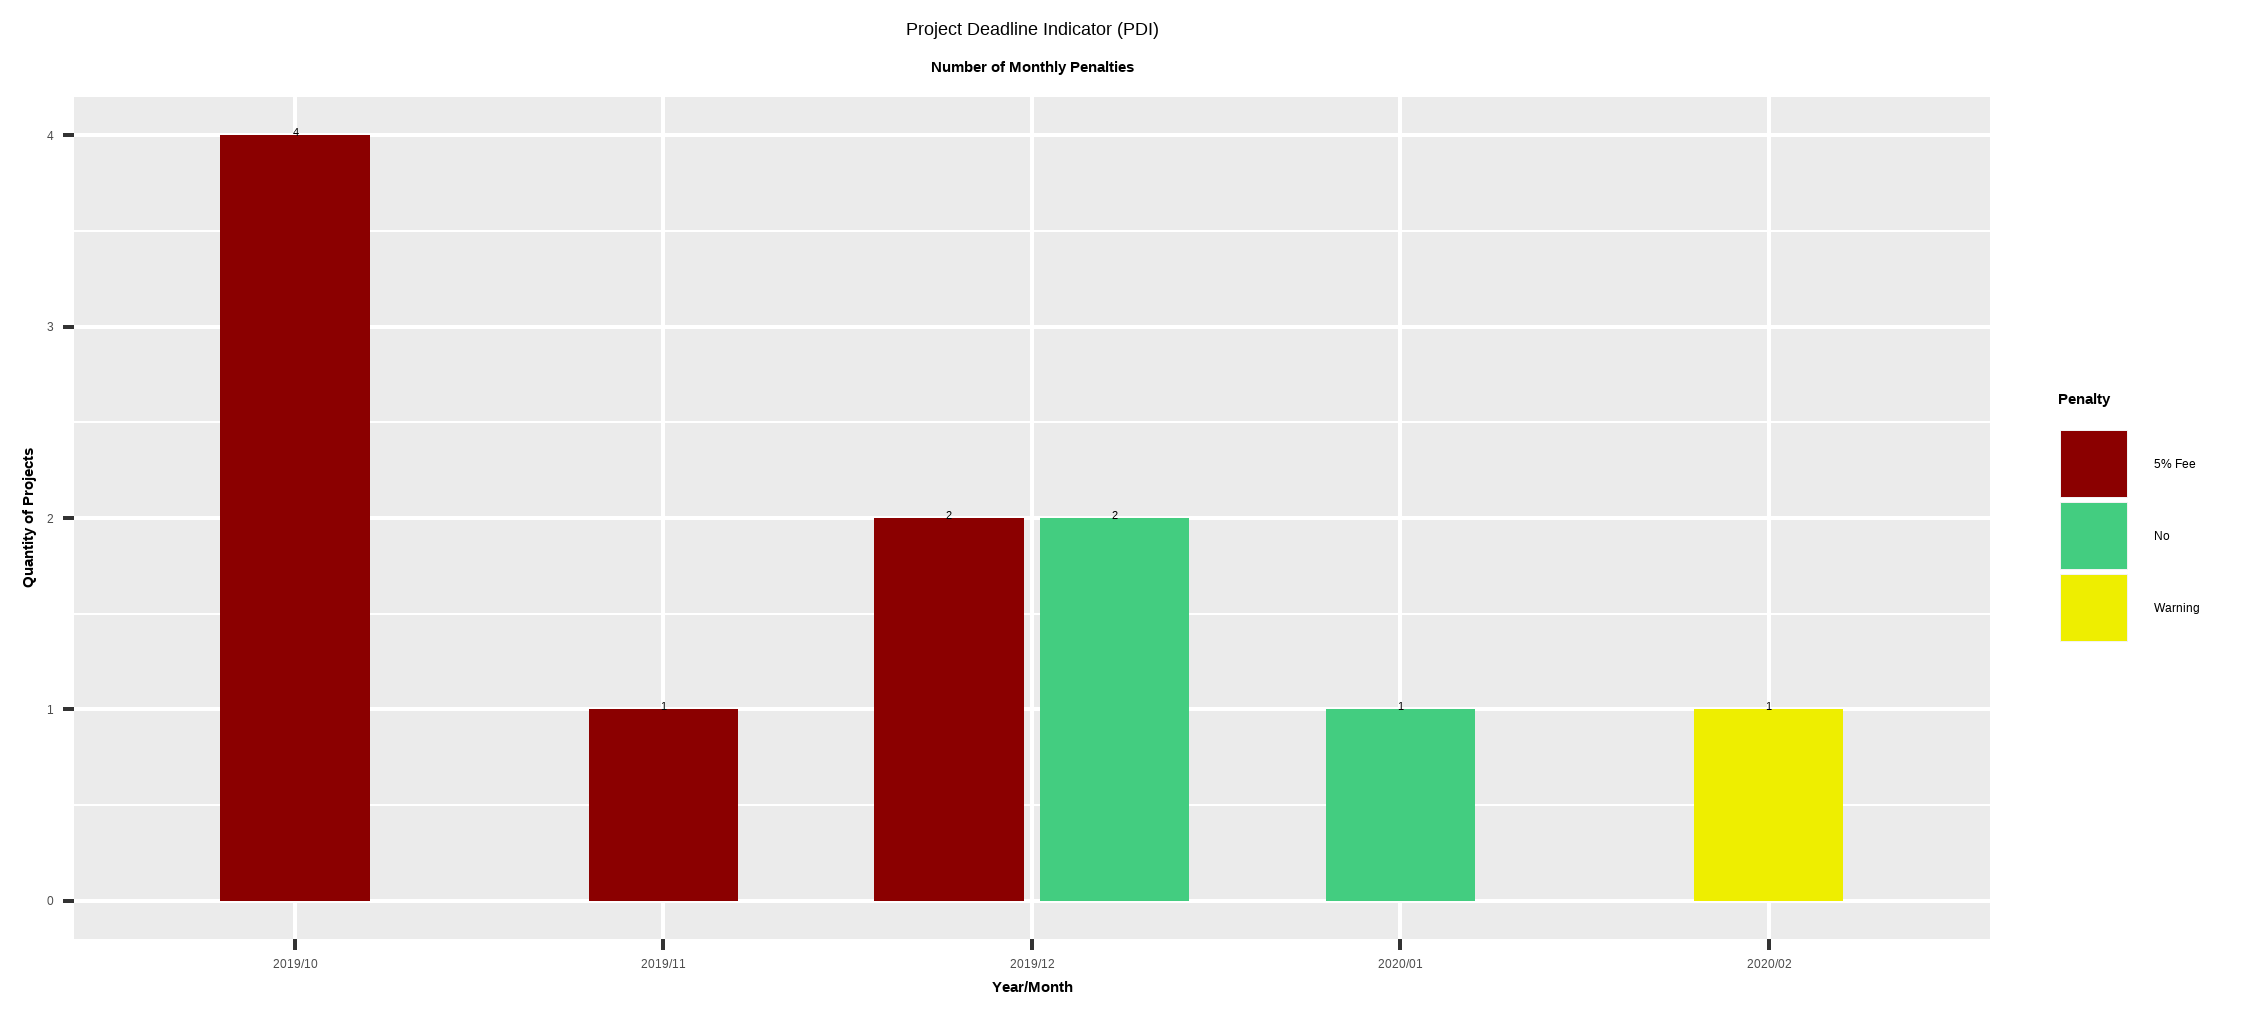 Project Deadline Indicator (PDI)
Number of Monthly Penalties
Quantity of Projects
4
3
2
1
0
4
1
2
2
1
1
2019/10
2019/11
2019/12
2020/01
2020/02
Year/Month
Penalty
5% Fee
No
Warning